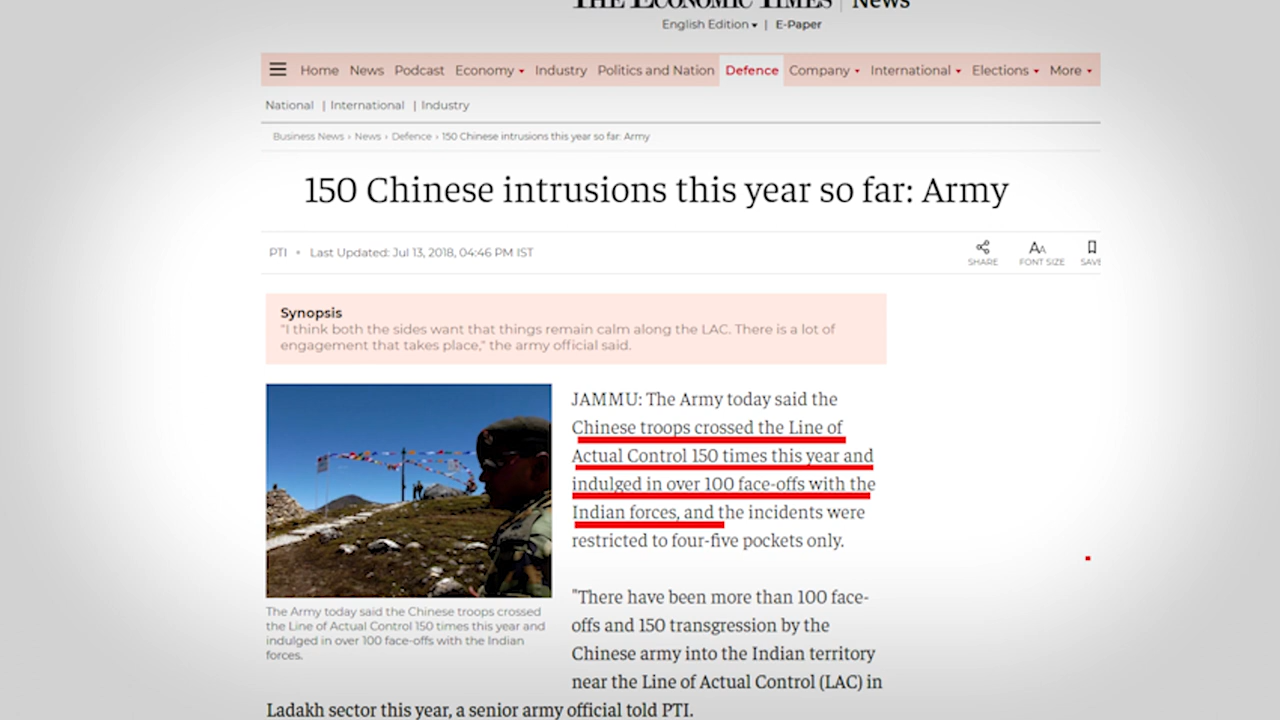 THE ECONOMIC TIMES | News
English Edition | E-Paper
Home News Podcast Economy Industry Politics and Nation Defence Company International Elections More
National | International | Industry
Business News › News › Defence › 150 Chinese intrusions this year so far: Army
150 Chinese intrusions this year so far: Army
PTI • Last Updated: Jul 13, 2018, 04:46 PM IST
SHARE
AA
FONT SIZE
SAVE
Synopsis
"I think both the sides want that things remain calm along the LAC. There is a lot of
engagement that takes place," the army official said.
JAMMU: The Army today said the
Chinese troops crossed the Line of
Actual Control 150 times this year and
indulged in over 100 face-offs with the
Indian forces, and the incidents were
restricted to four-five pockets only.
The Army today said the Chinese troops crossed
the Line of Actual Control 150 times this year and
indulged in over 100 face-offs with the Indian
forces.
"There have been more than 100 face-
offs and 150 transgression by the
Chinese army into the Indian territory
near the Line of Actual Control (LAC) in
Ladakh sector this year, a senior army official told PTI.